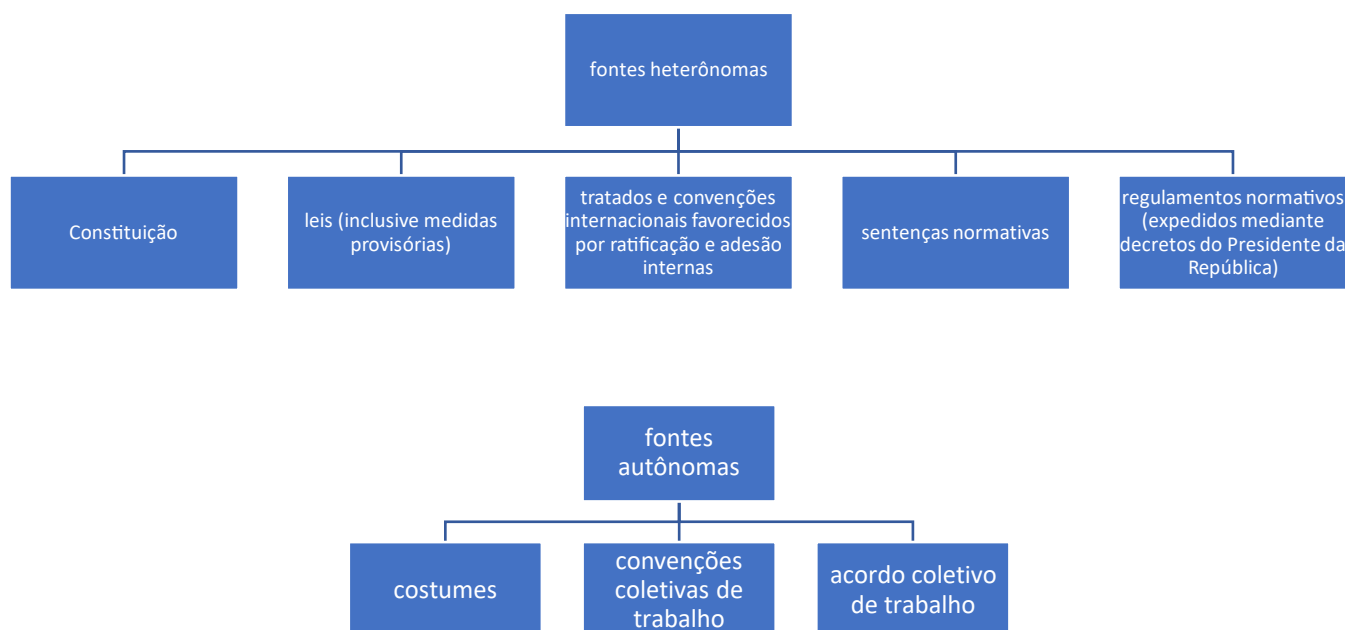 fontes heterônomas
Constituição
leis (inclusive medidas
provisórias)
tratados e convenções
internacionais favorecidos
por ratificação e adesão
internas
sentenças normativas
regulamentos normativos
(expedidos mediante
decretos do Presidente da
República)
fontes
autônomas
costumes
convenções
coletivas de
trabalho
acordo coletivo
de trabalho